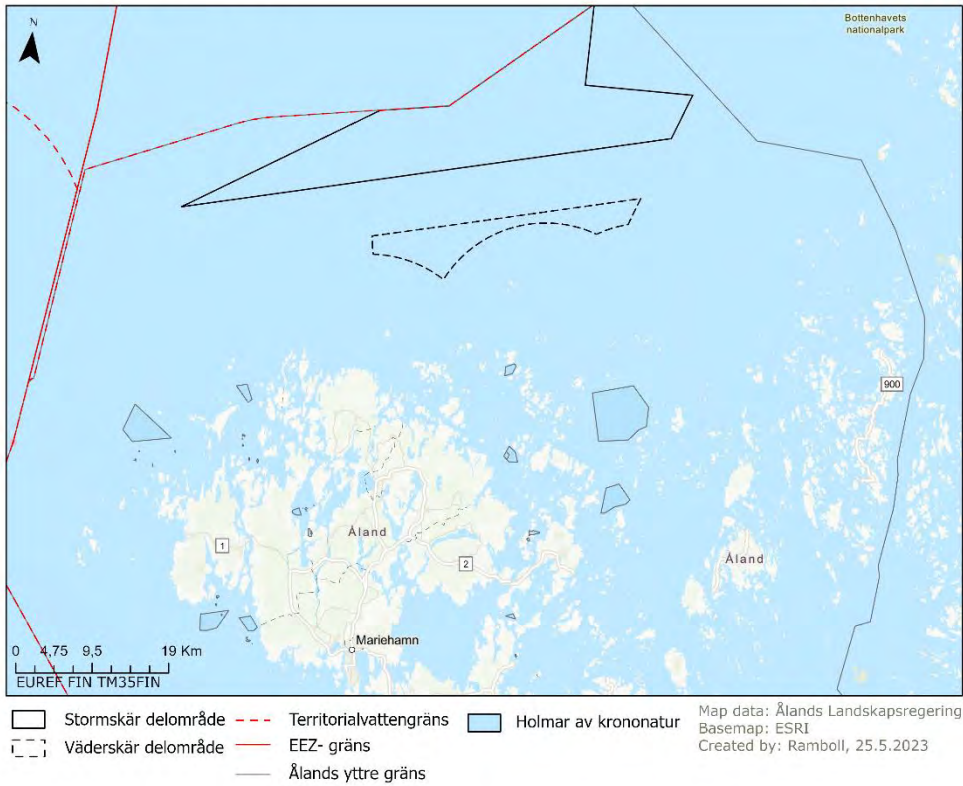 N
Bottenhavets
nationalpark
900
Åland
1
2
Åland
Mariehamn
0 4,75 9,5 19 Km
EUREF FIN TM35FIN
Stormskär delområde
Väderskär delområde
Territorialvattengräns
EEZ- gräns
Ålands yttre gräns
Holmar av krononatur
Map data: Ålands Landskapsregering
Basemap: ESRI
Created by: Ramboll, 25.5.2023